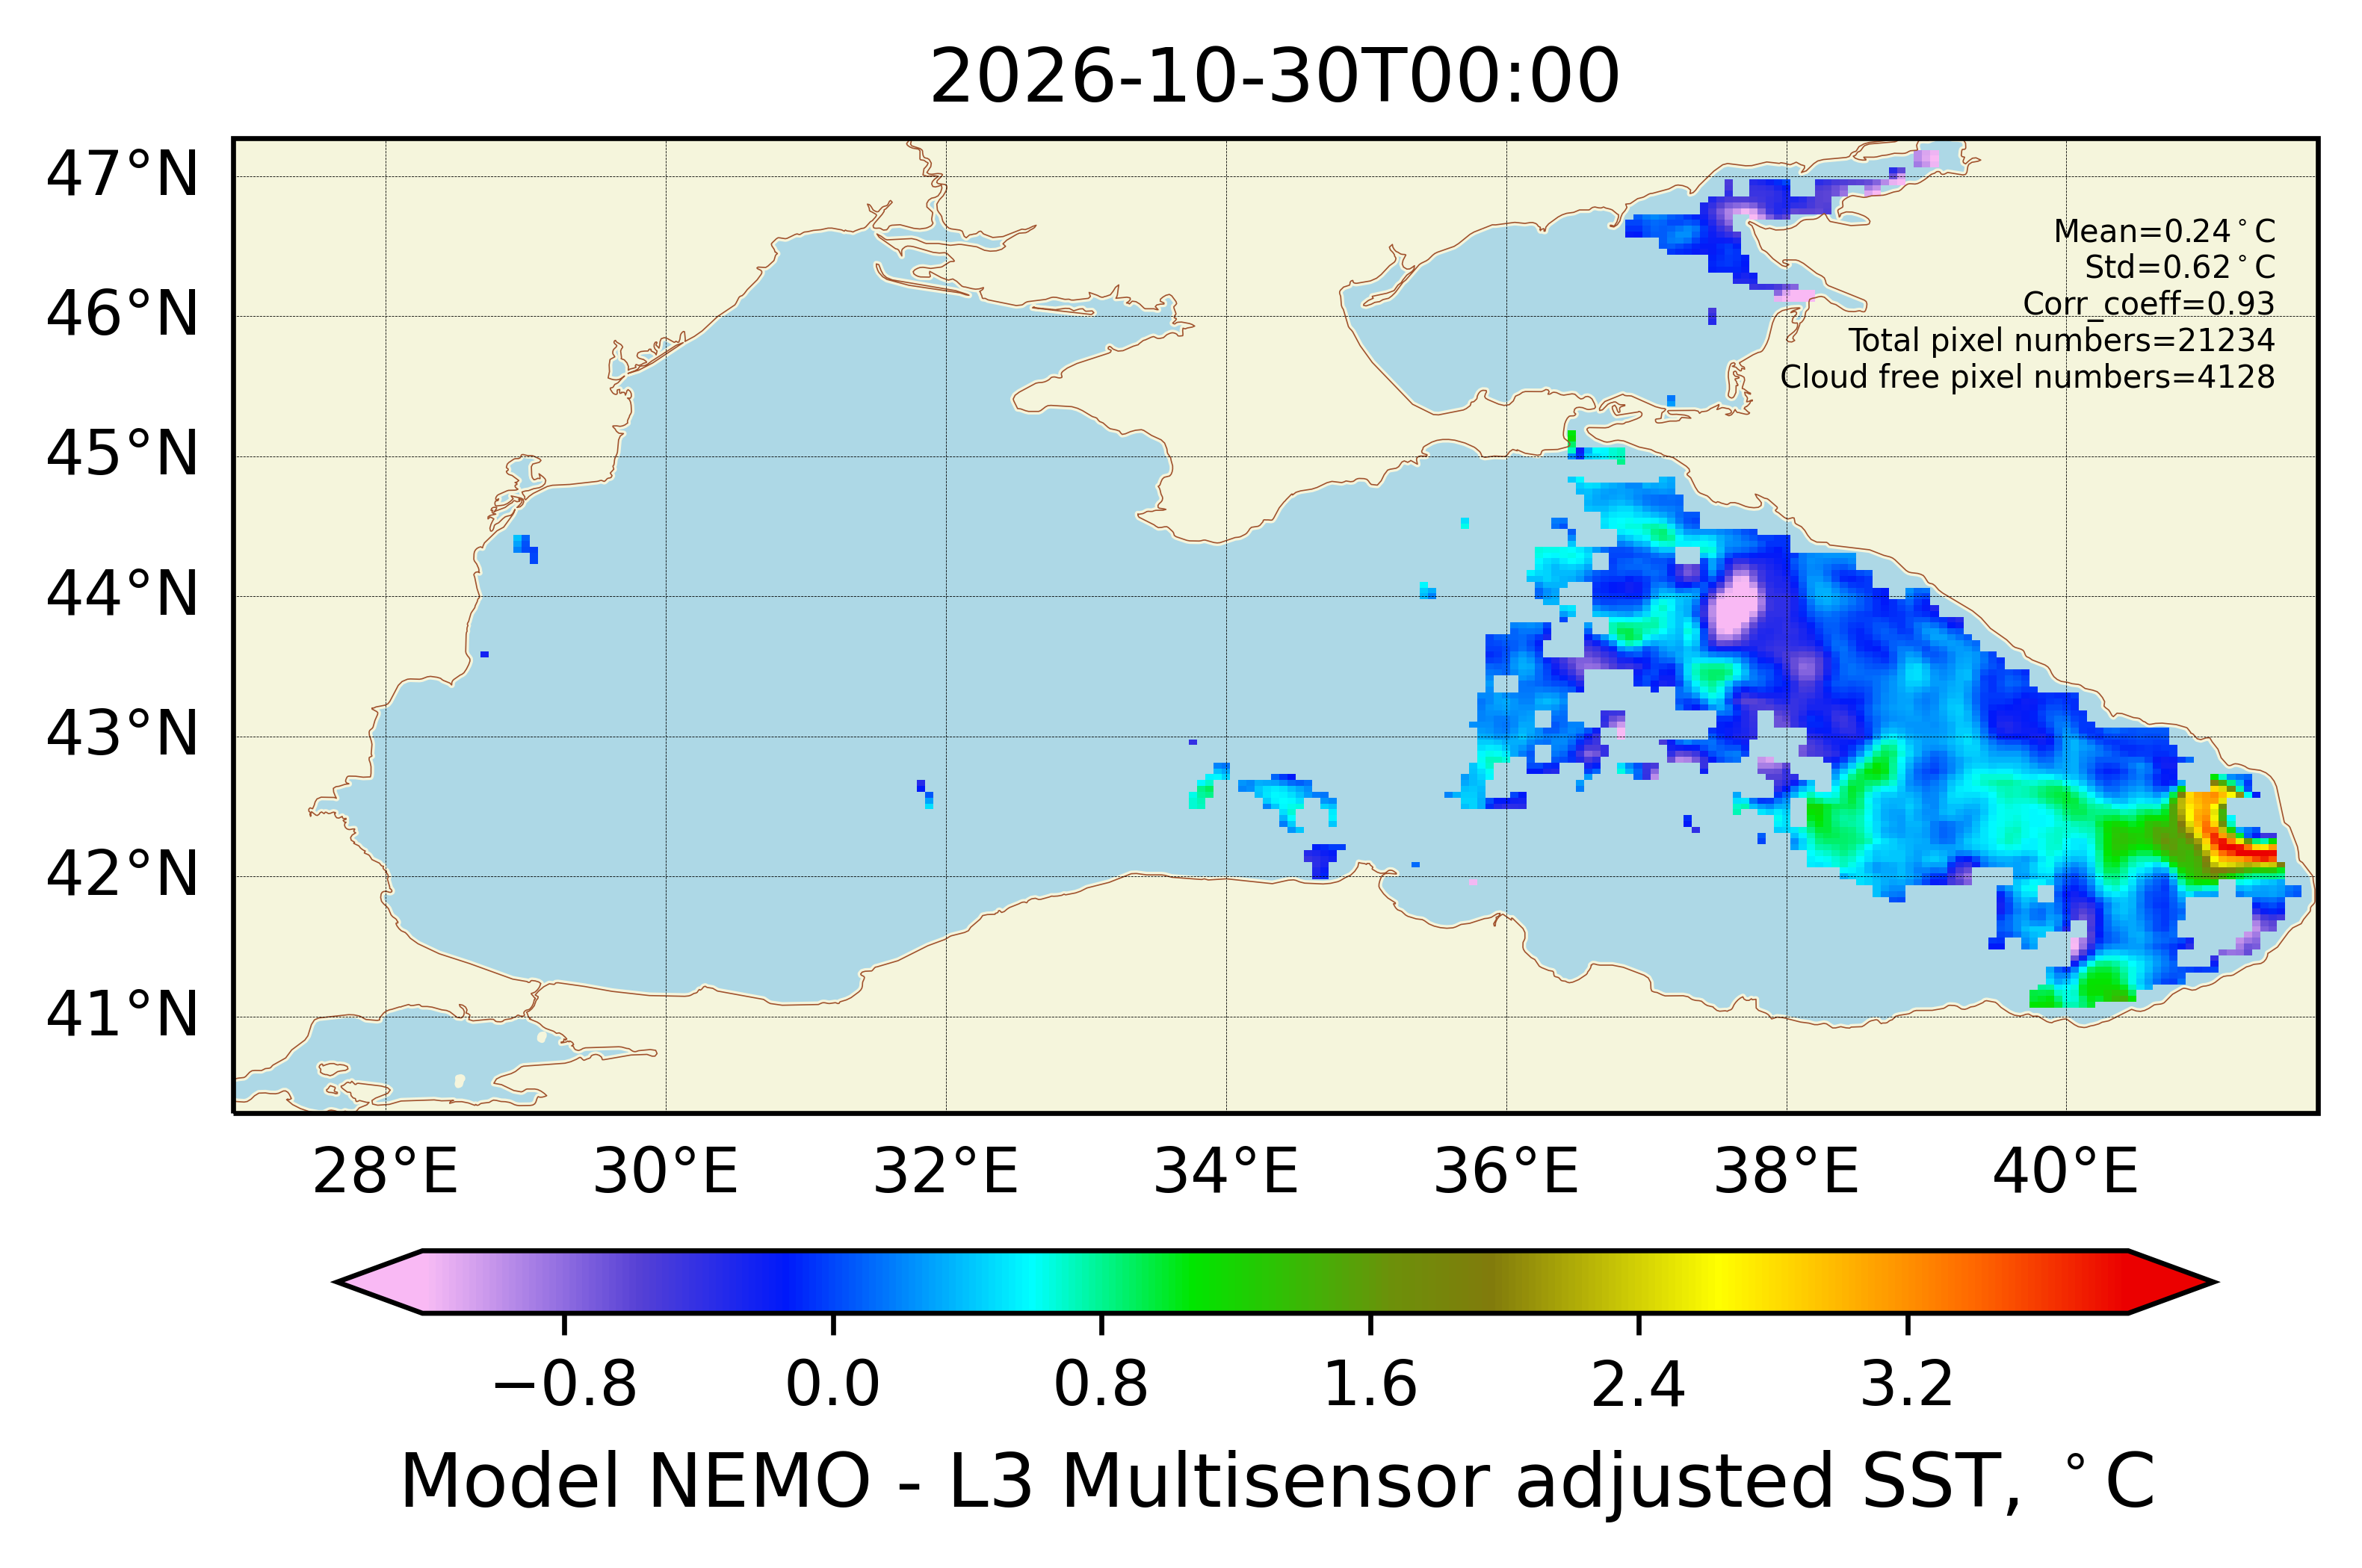 2026-10-30T00:00
47°N
46°N
45°N
44°N
43°N
42°N
41°N
Mean=0.24°C
Std=0.62°C
Corr_coeff=0.93
Total pixel numbers=21234
Cloud free pixel numbers=4128
28°E 30°E 32°E 34°E 36°E 38°E 40°E
−0.8 0.0 0.8 1.6 2.4 3.2
Model NEMO - L3 Multisensor adjusted SST, °C